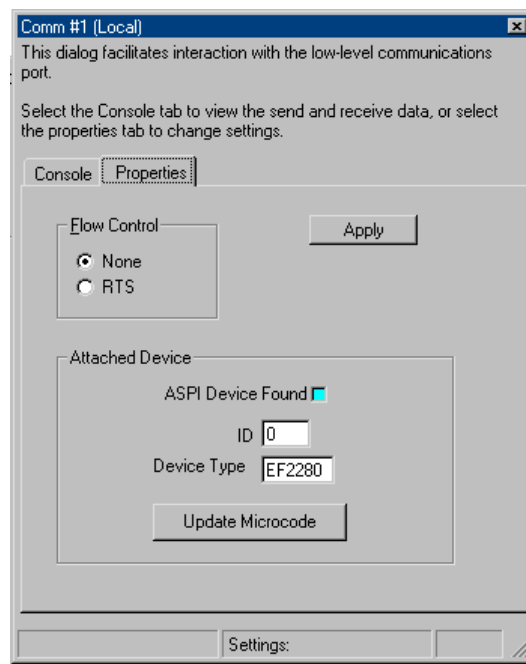 Comm #1 (Local)
This dialog facilitates interaction with the low-level communications
port.
Select the Console tab to view the send and receive data, or select
the properties tab to change settings.
Console Properties
Flow Control
Apply
None
RTS
Attached Device
ASPI Device Found
ID 0
Device Type EF2280
Update Microcode
Settings: